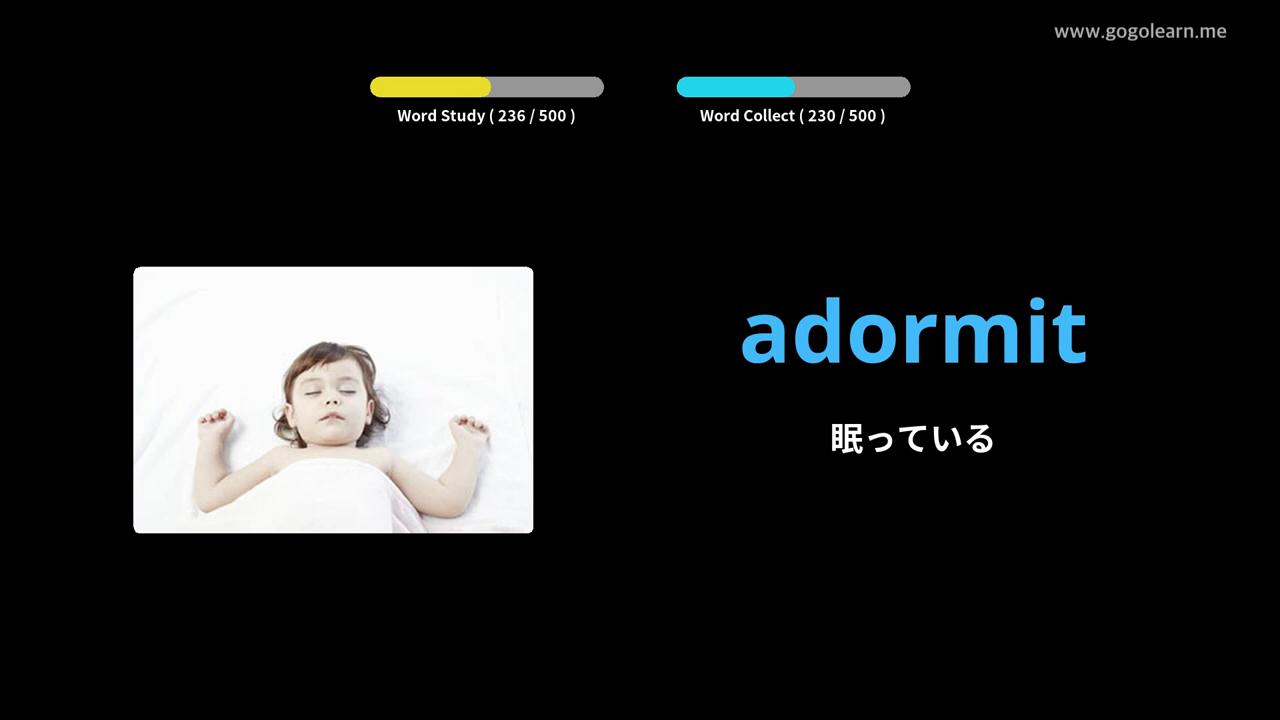 www.gogolearn.me
Word Study ( 236 / 500 )
Word Collect ( 230 / 500 )
adormit
眠っている